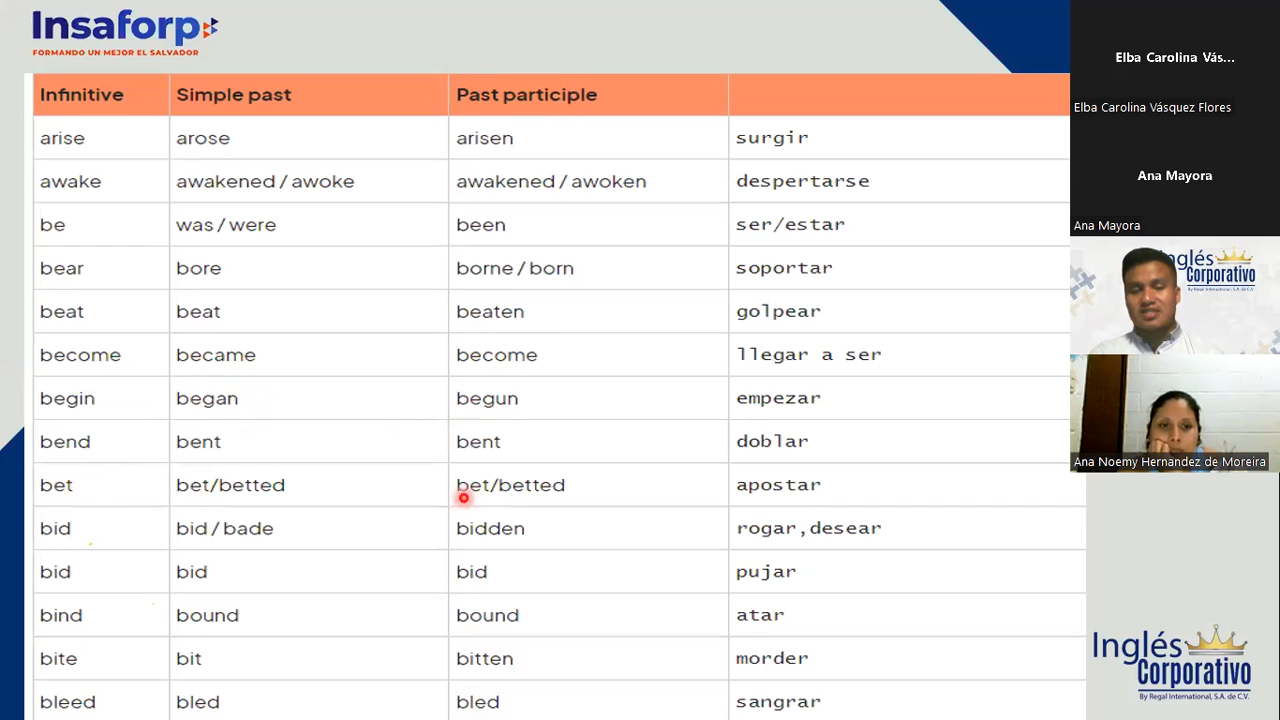 Insaforp
FORMANDO UN MEJOR EL SALVADOR
Infinitive Simple past Past participle
arise arose arisen surgir
awake awakened / awoke awakened / awoken despertarse
be was / were been ser/estar
bear bore borne / born soportar
beat beat beaten golpear
become became become llegar a ser
begin began begun empezar
bend bent bent doblar
bet bet/betted bet/betted apostar
bid bid / bade bidden rogar,desear
bid bid bid pujar
bind bound bound atar
bite bit bitten morder
bleed bled bled sangrar
Elba Carolina Vás...
Elba Carolina Vásquez Flores
Ana Mayora
Ana Mayora
Inglés
Corporativo
By Regal International, S.A. de C.V.
Ana Noemy Hernandez de Moreira
Inglés
Corporativo
By Regal International, S.A. de C.V.